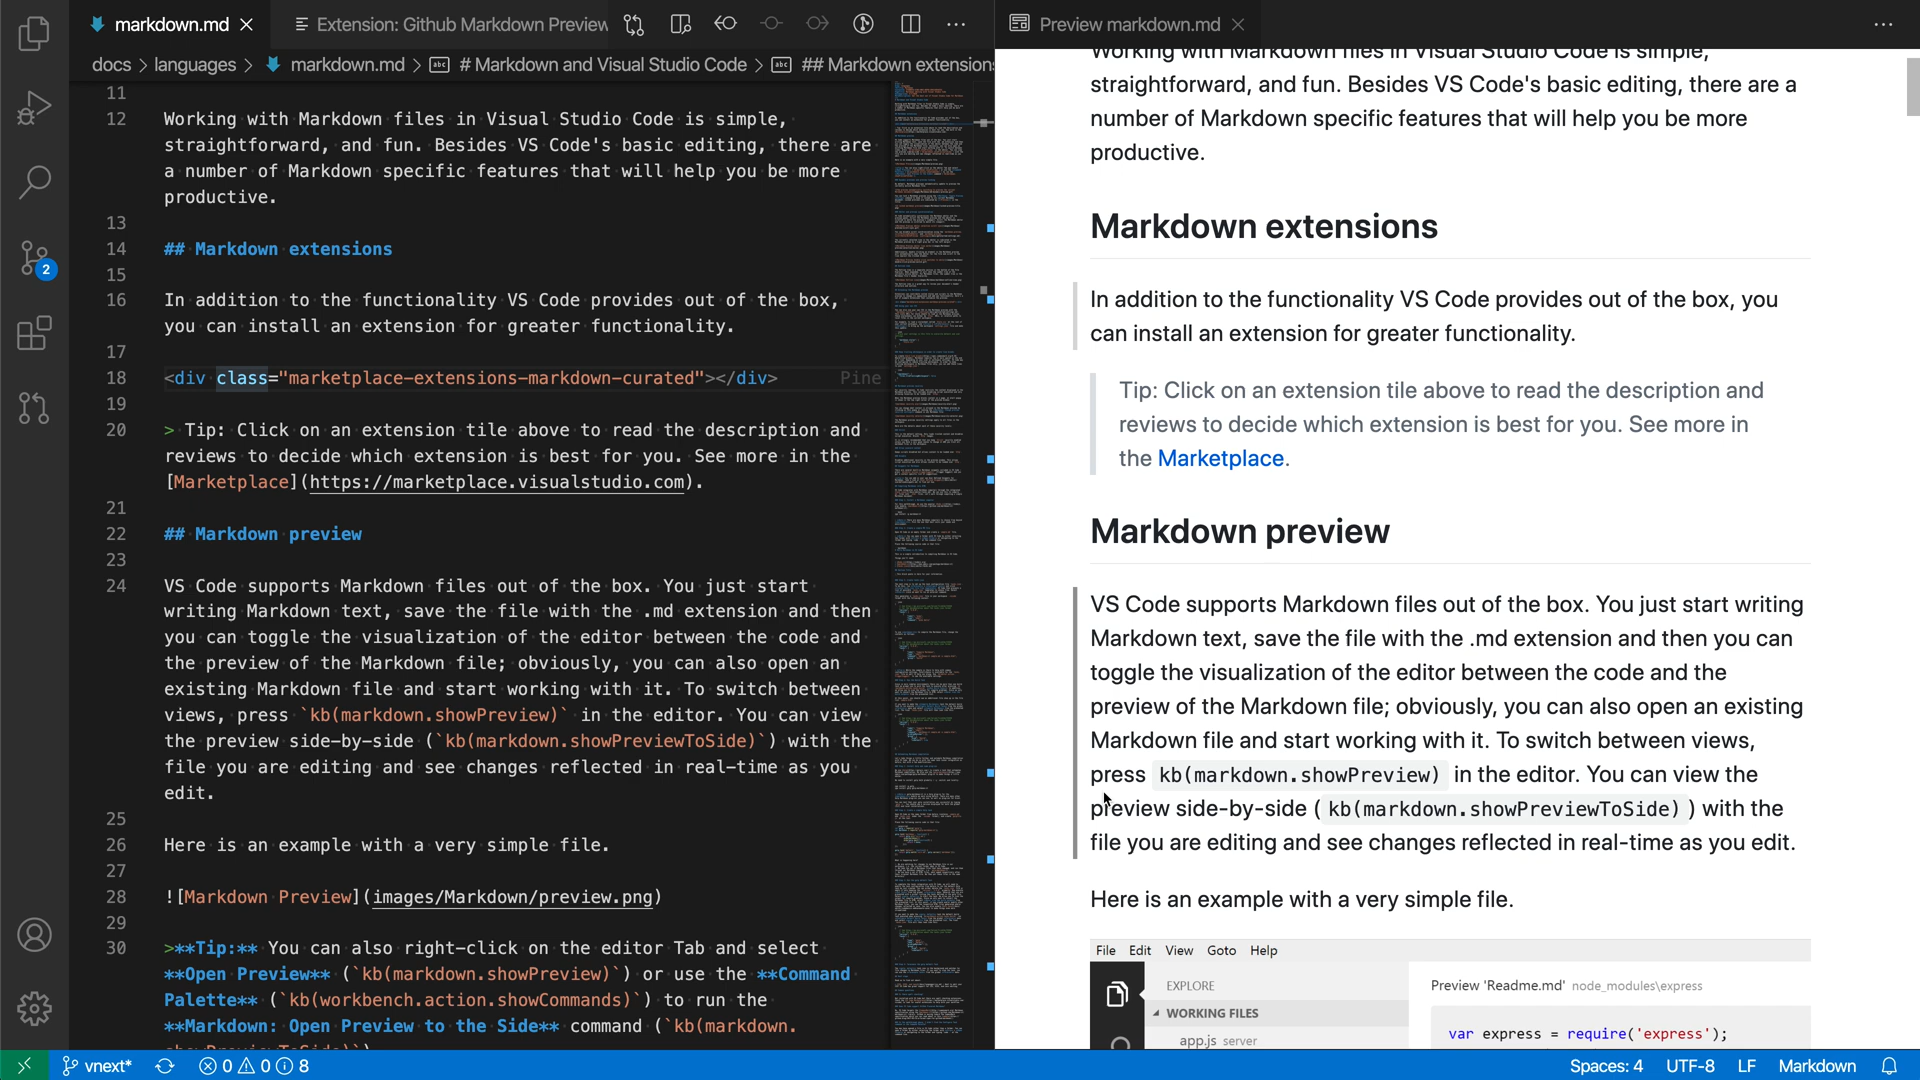 markdown.md
Extension: Github Markdown Preview
Preview markdown.md
docs > languages > markdown.md > # Markdown and Visual Studio Code > ## Markdown extensions
11
12 Working with Markdown files in Visual Studio Code is simple,
straightforward, and fun. Besides VS Code's basic editing, there are
a number of Markdown specific features that will help you be more
productive.
13
14 ## Markdown extensions
15
16 In addition to the functionality VS Code provides out of the box,
you can install an extension for greater functionality.
17
18 <div class="marketplace-extensions-markdown-curated"></div> Pine
19
20 > Tip: Click on an extension tile above to read the description and
reviews to decide which extension is best for you. See more in the
[Marketplace](https://marketplace.visualstudio.com).
21
22 ## Markdown preview
23
24 VS Code supports Markdown files out of the box. You just start
writing Markdown text, save the file with the .md extension and then
you can toggle the visualization of the editor between the code and
the preview of the Markdown file; obviously, you can also open an
existing Markdown file and start working with it. To switch between
views, press `kb(markdown.showPreview)` in the editor. You can view
the preview side-by-side (`kb(markdown.showPreviewToSide)`) with the
file you are editing and see changes reflected in real-time as you
edit.
25
26 Here is an example with a very simple file.
27
28 ![Markdown Preview](images/Markdown/preview.png)
29
30 >**Tip:** You can also right-click on the editor Tab and select
**Open Preview** (`kb(markdown.showPreview)`) or use the **Command
Palette** (`kb(workbench.action.showCommands)`) to run the
**Markdown: Open Preview to the Side** command (`kb(markdown.
showPreviewToSide)`)
Working with Markdown files in Visual Studio Code is simple,
straightforward, and fun. Besides VS Code's basic editing, there are a
number of Markdown specific features that will help you be more
productive.
Markdown extensions
In addition to the functionality VS Code provides out of the box, you
can install an extension for greater functionality.
Tip: Click on an extension tile above to read the description and
reviews to decide which extension is best for you. See more in
the Marketplace.
Markdown preview
VS Code supports Markdown files out of the box. You just start writing
Markdown text, save the file with the .md extension and then you can
toggle the visualization of the editor between the code and the
preview of the Markdown file; obviously, you can also open an existing
Markdown file and start working with it. To switch between views,
press kb(markdown.showPreview) in the editor. You can view the
preview side-by-side ( kb(markdown.showPreviewToSide) ) with the
file you are editing and see changes reflected in real-time as you edit.
Here is an example with a very simple file.
File Edit View Goto Help
EXPLORE
WORKING FILES
app.js server
Preview 'Readme.md' node_modules\express
var express = require('express');
2
vnext* 0 0 8
Spaces: 4 UTF-8 LF Markdown